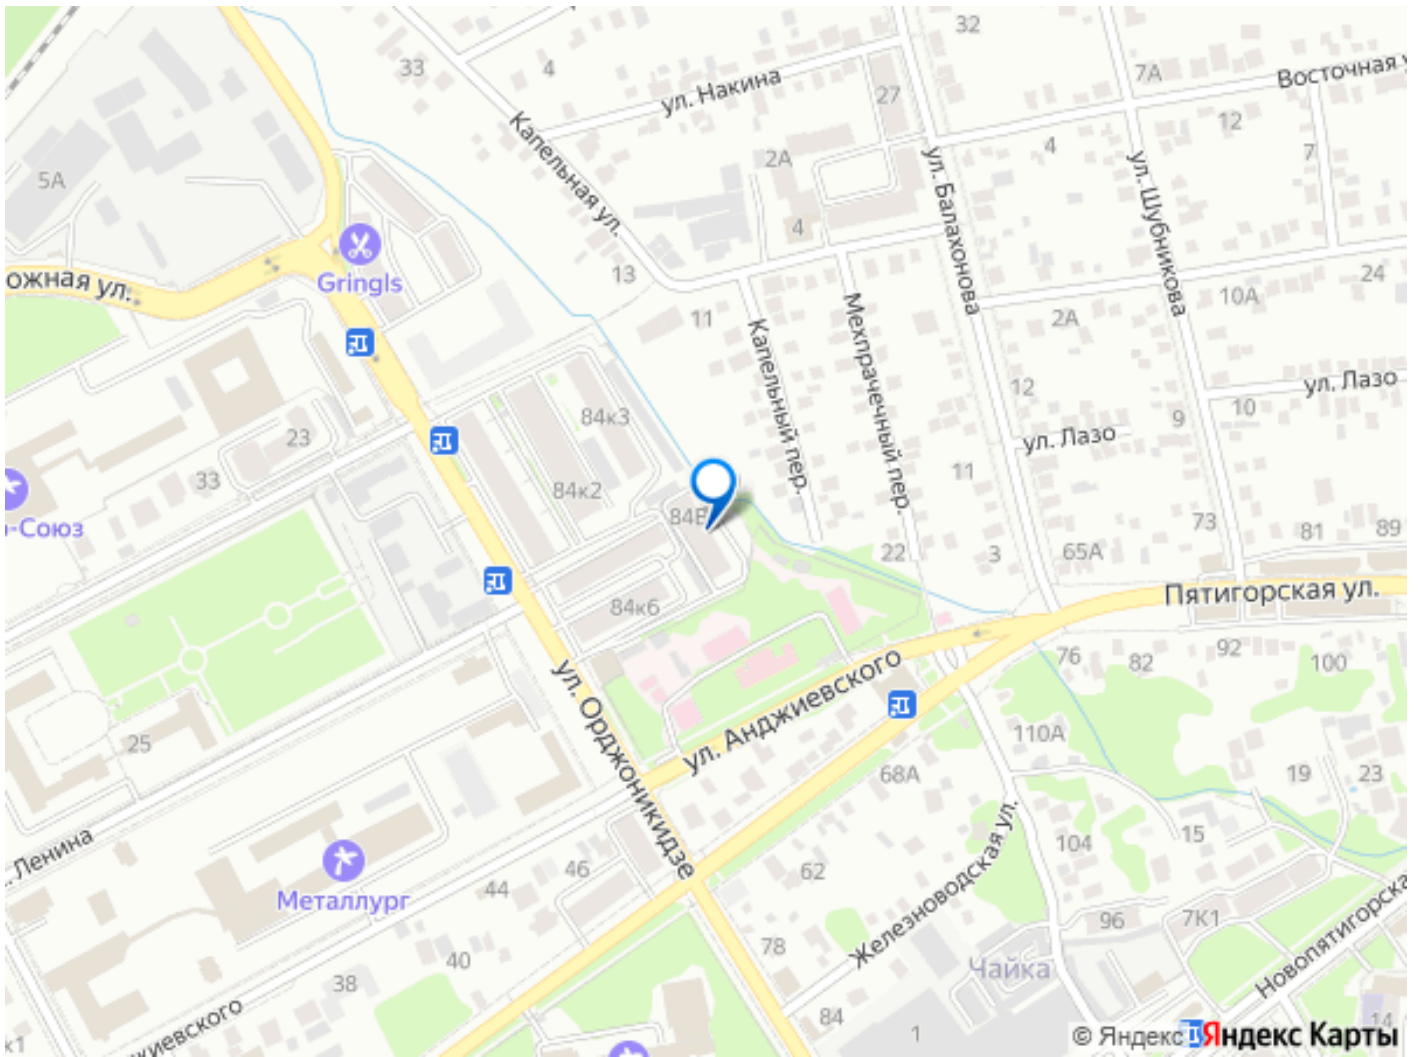 32
33
4
7А
Восточная у
ул. Накина
27
12
Капельная ул.
2А
4
7
5А
ул. Балахонова
ул. Шубникова
4
Gringls
ожная ул.
13
24
10А
11
2А
Капельный пер.
Мехпрачечный пер.
12
ул. Лазо
10
9
84к3
23
ул. Лазо
33
84к2
11
-Союз
84В
73
81
89
22
3
65А
Пятигорская ул.
84к6
76
82
92
100
ул. Орджоникидзе
ул. Анджиевского
25
110А
68А
19
23
Железноводская ул.
15
104
. Ленина
62
46
44
Металлург
96
7К1
78
Новопятигорска
40
Чайка
38
84
14
1
жиевского
к1
© Яндекс Яндекс Карты